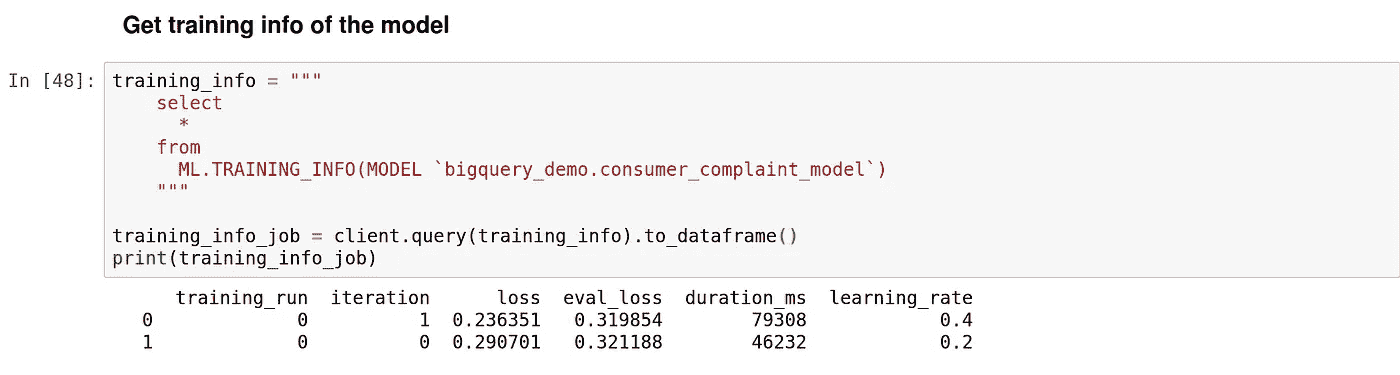 Get training info of the model
In [48]: training_info = """
select
*
from
ML.TRAINING_INFO(MODEL `bigquery_demo.consumer_complaint_model`)
"""
training_info_job = client.query(training_info).to_dataframe()
print(training_info_job)
training_run iteration loss eval_loss duration_ms learning_rate
0 0 1 0.236351 0.319854 79308 0.4
1 0 0 0.290701 0.321188 46232 0.2